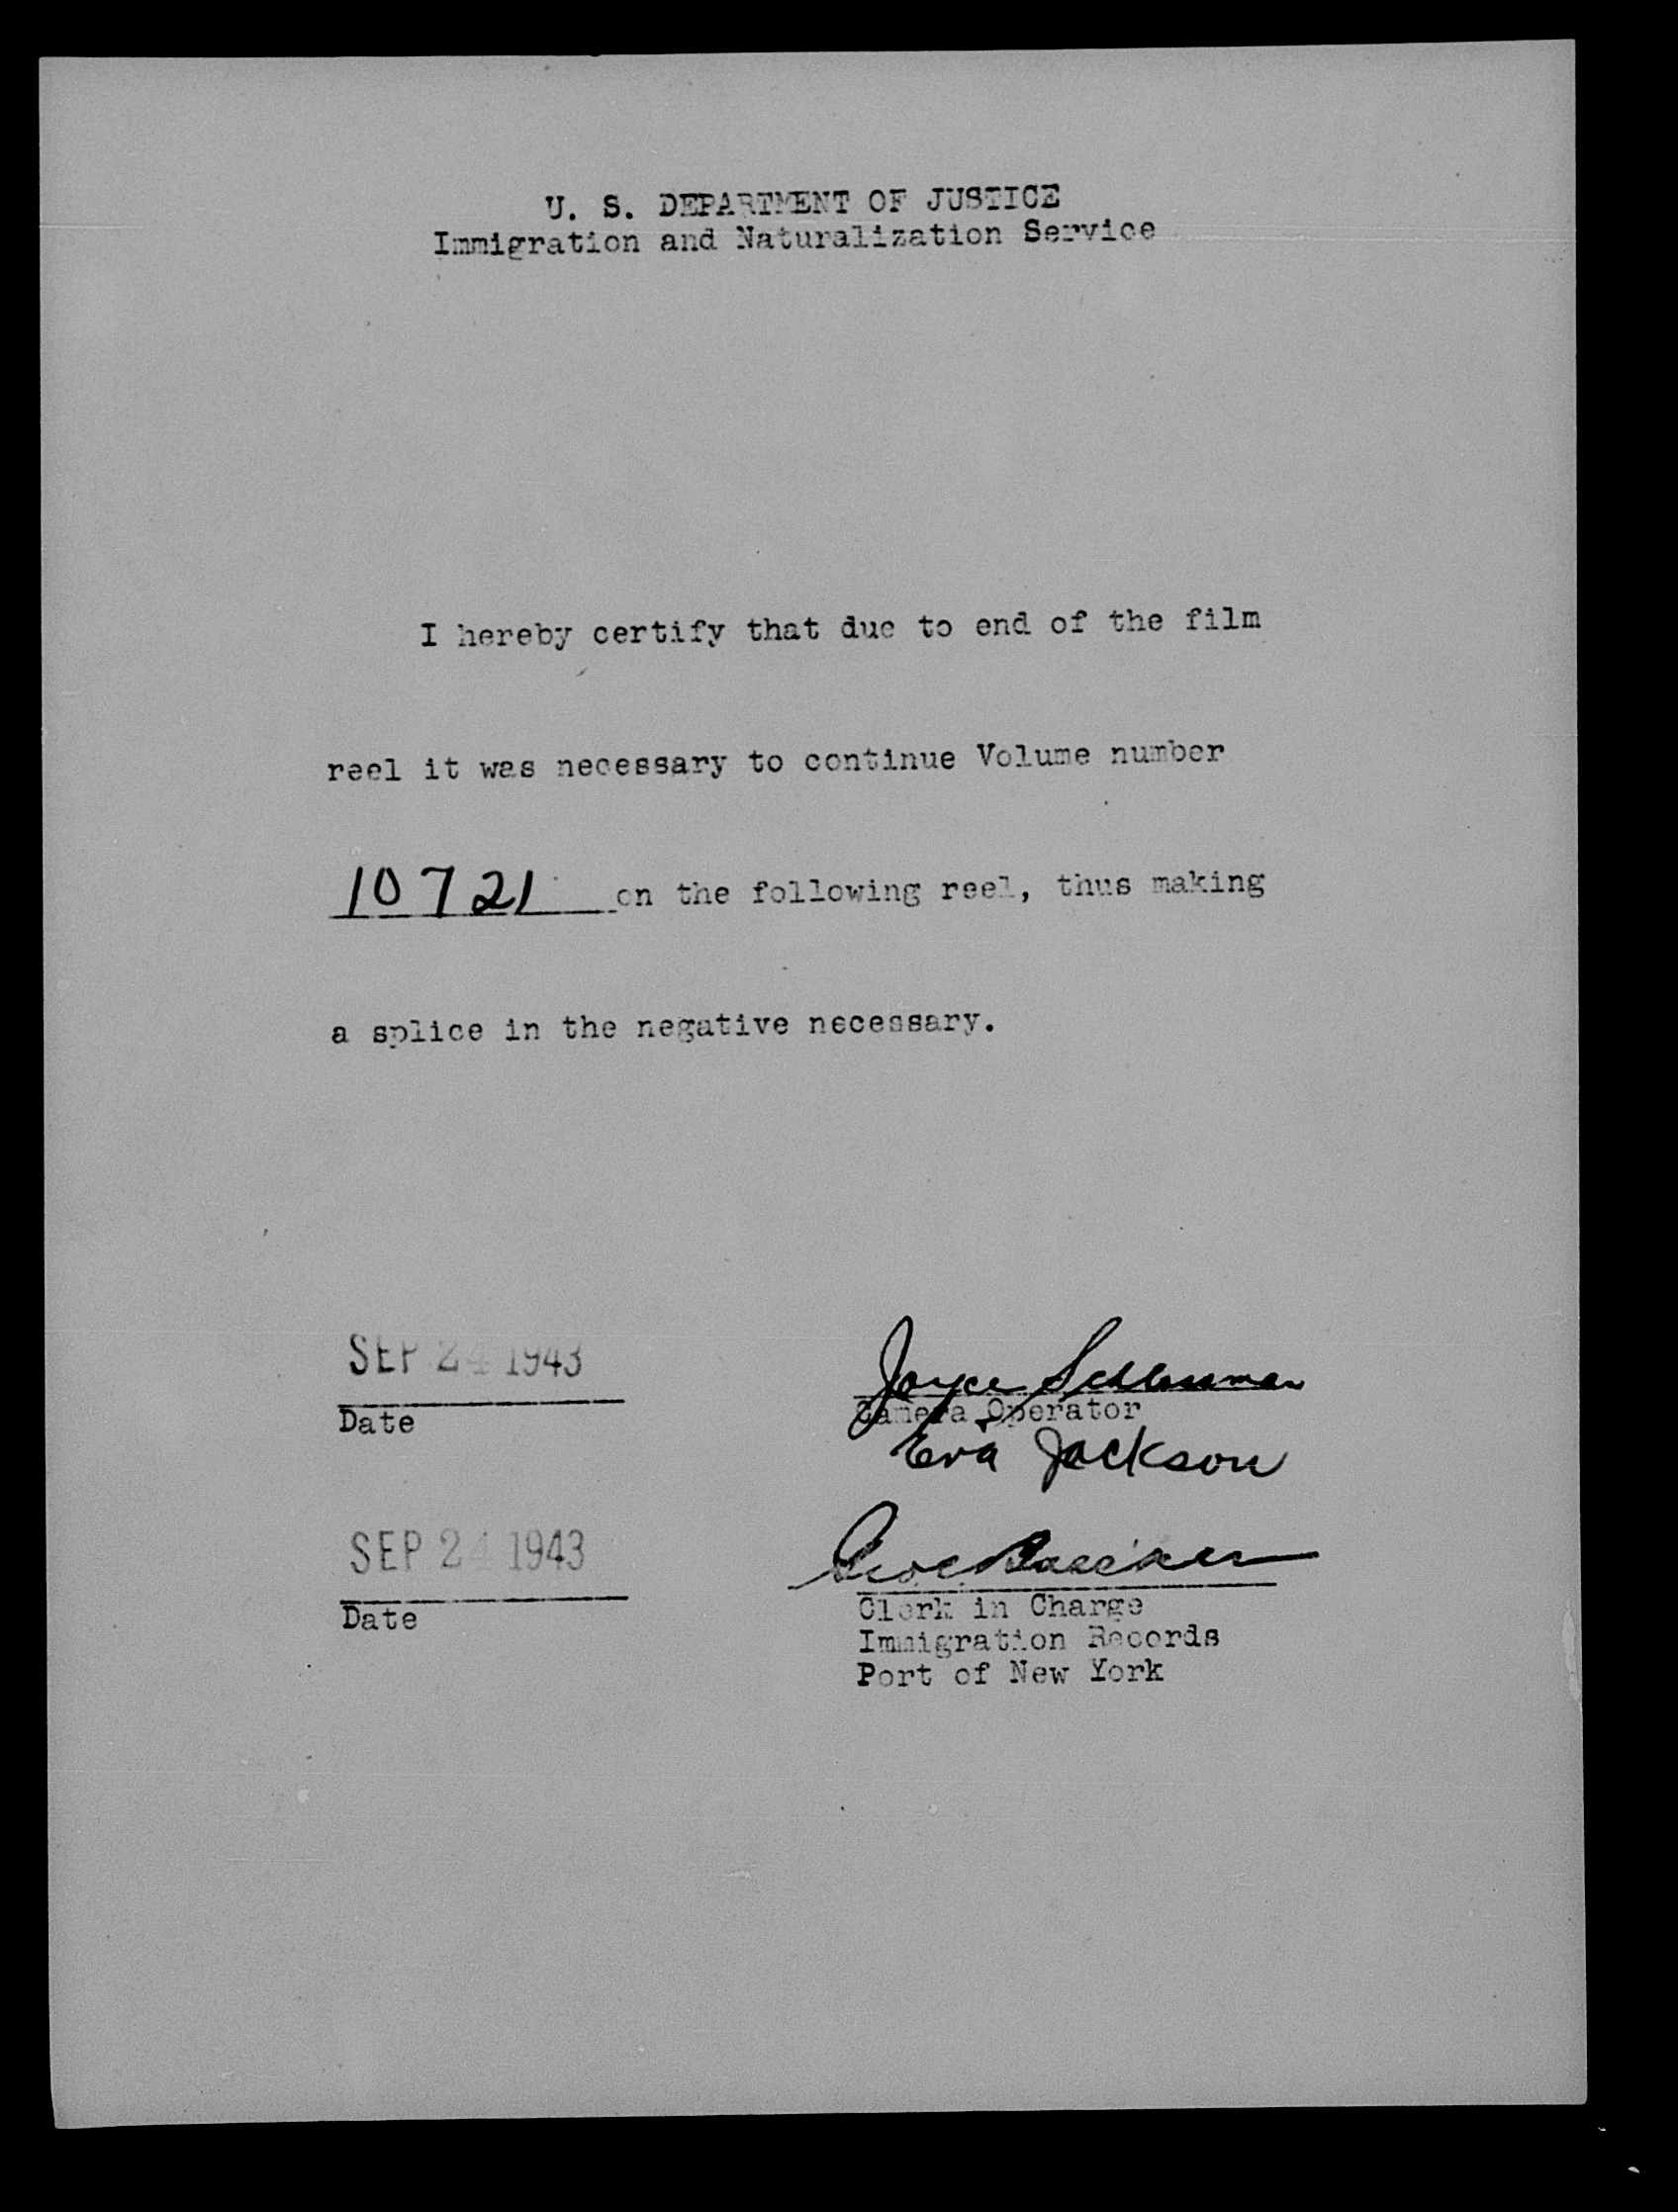 U. S. DEPARTMENT OF JUSTICE
Immigration and Naturalization Service
I hereby certify that due to end of the film
reel it was necessary to continue Volume number
10721 on the following reel, thus making
a splice in the negative necessary.
SEP 24 1943
Date
Joyce
Camera Operator
Eva Jackson
SEP 24 1943
Date
Clerk in Charge
Immigration Records
Port of New York